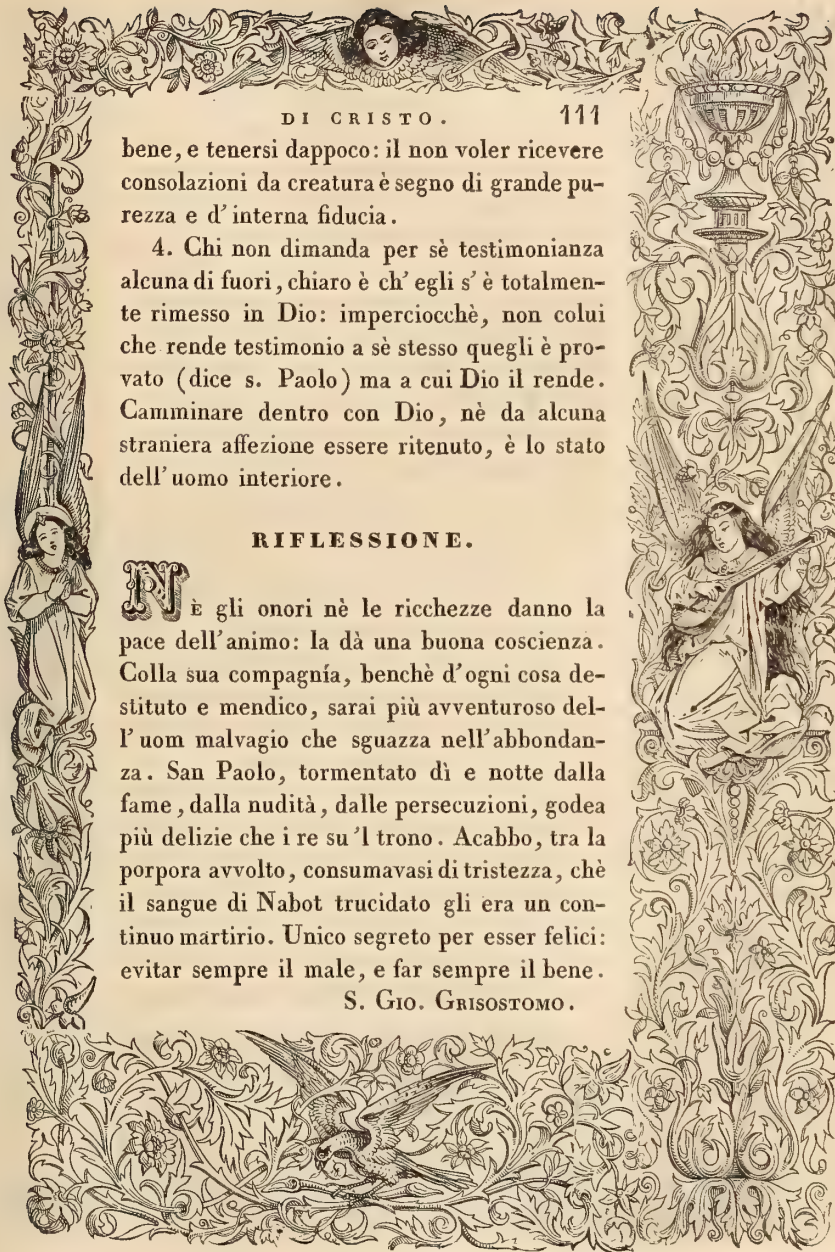 DI CRISTO. 111
bene, e tenersi dappoco: il non voler ricevere
consolazioni da creatura è segno di grande pu-
rezza e d'interna fiducia.
4. Chi non dimanda per sè testimonianza
alcuna di fuori, chiaro è ch'egli s'è totalmen-
te rimesso in Dio: imperciocchè, non colui
che rende testimonio a sè stesso quegli è pro-
vato (dice s. Paolo) ma a cui Dio il rende.
Camminare dentro con Dio, nè da alcuna
straniera affezione essere ritenuto, è lo stato
dell'uomo interiore.
RIFLESSIONE.
NÈ gli onori nè le ricchezze danno la
pace dell'animo: la dà una buona coscienza.
Colla sua compagnía, benchè d'ogni cosa de-
stituto e mendico, sarai più avventuroso del-
l'uom malvagio che sguazza nell'abbondan-
za. San Paolo, tormentato dì e notte dalla
fame, dalla nudità, dalle persecuzioni, godea
più delizie che i re su 'l trono. Acabbo, tra la
porpora avvolto, consumavasi di tristezza, chè
il sangue di Nabot trucidato gli era un con-
tinuo martirio. Unico segreto per esser felici:
evitar sempre il male, e far sempre il bene.
S. GIO. GRISOSTOMO.